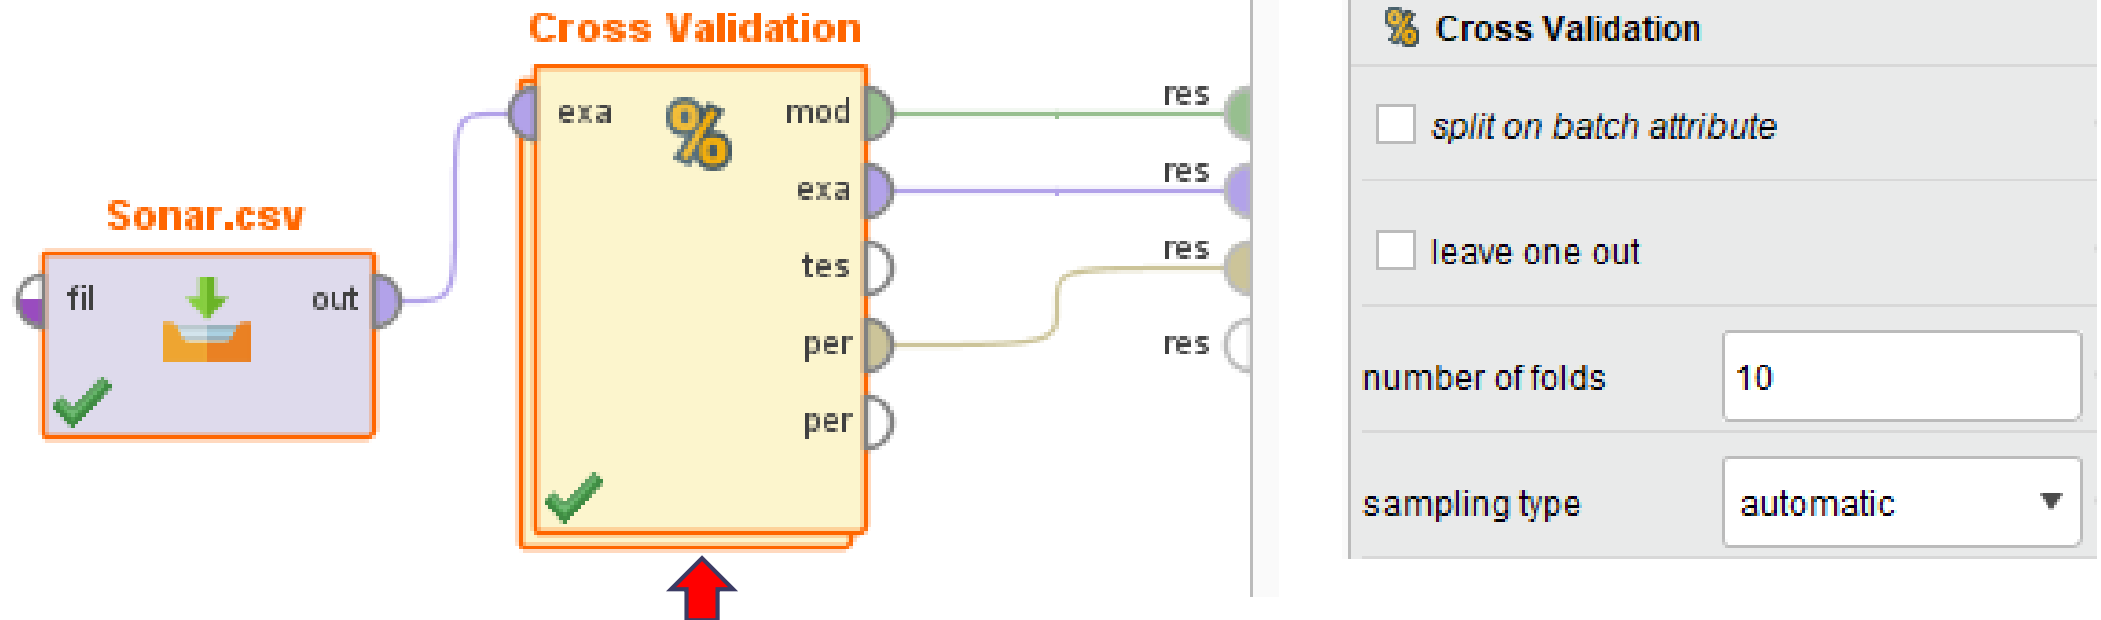 Cross Validation
exa
mod
res
exa
res
tes
res
per
res
per
Sonar.csv
fil
out
Cross Validation
split on batch attribute
leave one out
number of folds
10
sampling type
automatic